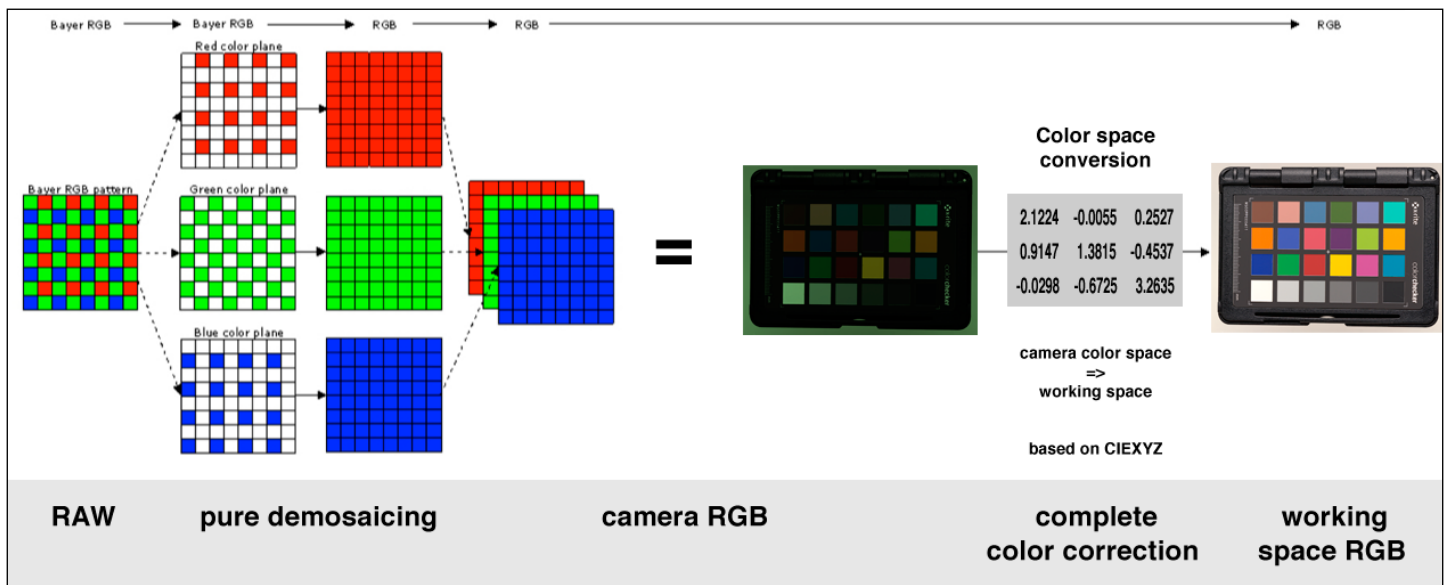 Bayer RGB
Bayer RGB
RGB
RGB
RGB
Red color plane
Bayer RGB pattern
Green color plane
Blue color plane
=
Color space
conversion
2.1224 -0.0055 0.2527
0.9147 1.3815 -0.4537
-0.0298 -0.6725 3.2635
camera color space
=>
working space
based on CIEXYZ
x-rite
colorchecker
RAW
pure demosaicing
camera RGB
complete
color correction
working
space RGB